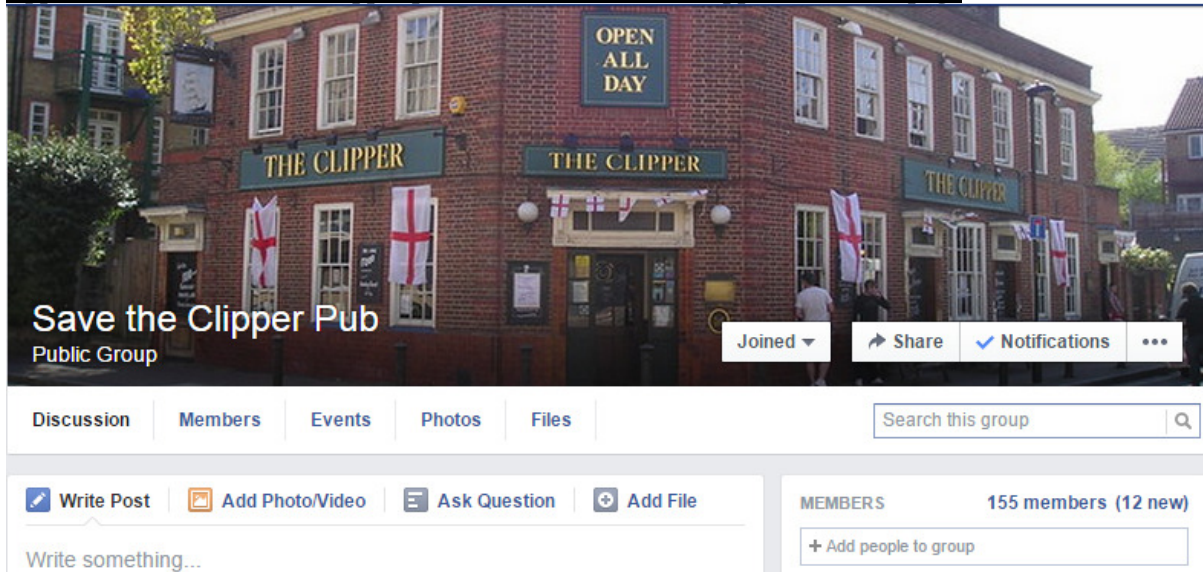 OPEN
ALL
DAY
THE CLIPPER
THE CLIPPER
THE CLIPPER
Save the Clipper Pub
Public Group
Joined
Share
Notifications
Discussion
Members
Events
Photos
Files
Search this group
Write Post
Add Photo/Video
Ask Question
Add File
Write something...
MEMBERS
155 members (12 new)
+ Add people to group